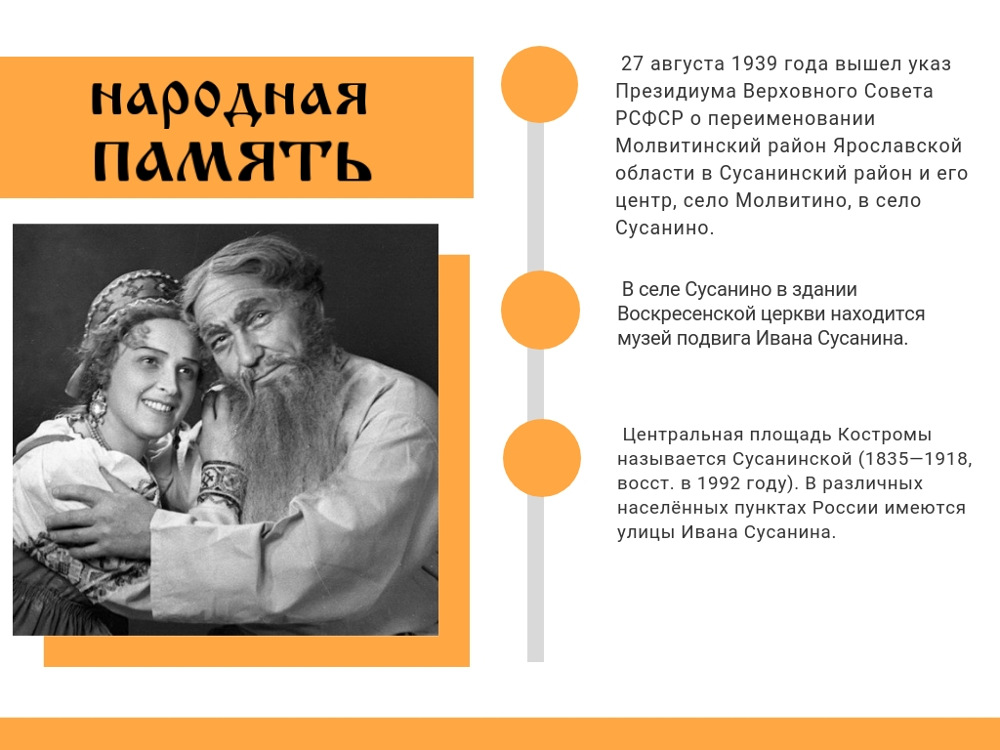 народная
ПАМЯТЬ
27 августа 1939 года вышел указ
Президиума Верховного Совета
РСФСР о переименовании
Молвитинский район Ярославской
области в Сусанинский район и его
центр, село Молвитино, в село
Сусанино.
В селе Сусанино в здании
Воскресенской церкви находится
музей подвига Ивана Сусанина.
Центральная площадь Костромы
называется Сусанинской (1835—1918,
восст. в 1992 году). В различных
населённых пунктах России имеются
улицы Ивана Сусанина.